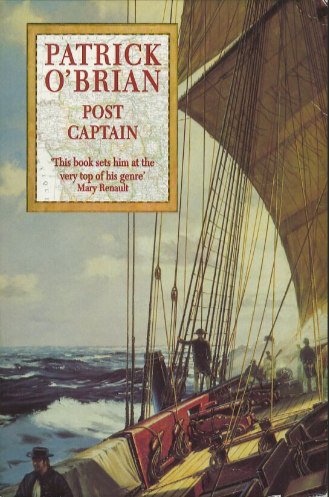 PATRICK
O'BRIAN
POST
CAPTAIN
'This book sets him at the
very top of his genre'
Mary Renault